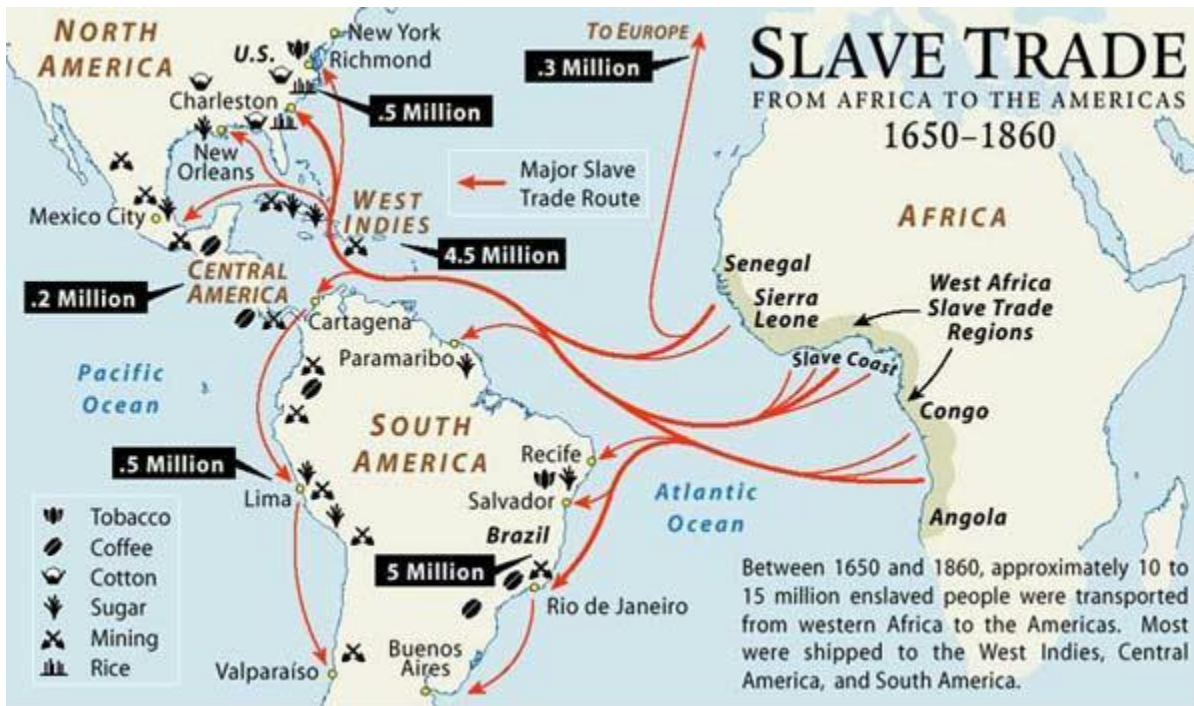 SLAVE TRADE
FROM AFRICA TO THE AMERICAS
1650–1860
NORTH
AMERICA
U.S.
New York
Richmond
Charleston
.5 Million
New
Orleans
Mexico City
WEST
INDIES
4.5 Million
CENTRAL
AMERICA
.2 Million
TO EUROPE
.3 Million
Major Slave
Trade Route
AFRICA
Senegal
Sierra
Leone
West Africa
Slave Trade
Regions
Slave Coast
Congo
Angola
Cartagena
Paramaribo
Pacific
Ocean
SOUTH
AMERICA
Recife
Salvador
Brazil
.5 Million
Lima
5 Million
Rio de Janeiro
Atlantic
Ocean
Buenos
Aires
Valparaíso
Tobacco
Coffee
Cotton
Sugar
Mining
Rice
Between 1650 and 1860, approximately 10 to
15 million enslaved people were transported
from western Africa to the Americas. Most
were shipped to the West Indies, Central
America, and South America.